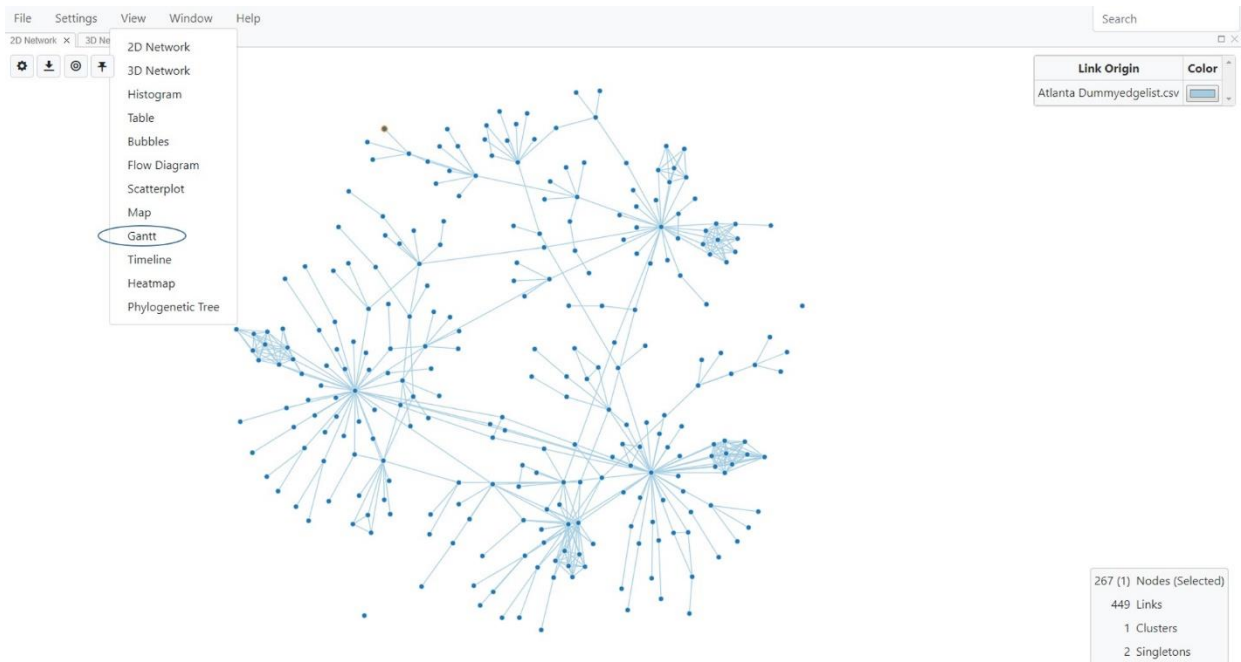 File Settings View Window Help Search
2D Network × 3D Ne
2D Network
3D Network
Histogram
Table
Bubbles
Flow Diagram
Scatterplot
Map
Gantt
Timeline
Heatmap
Phylogenetic Tree
Link Origin Color
Atlanta Dummyedgelist.csv
267 (1) Nodes (Selected)
449 Links
1 Clusters
2 Singletons